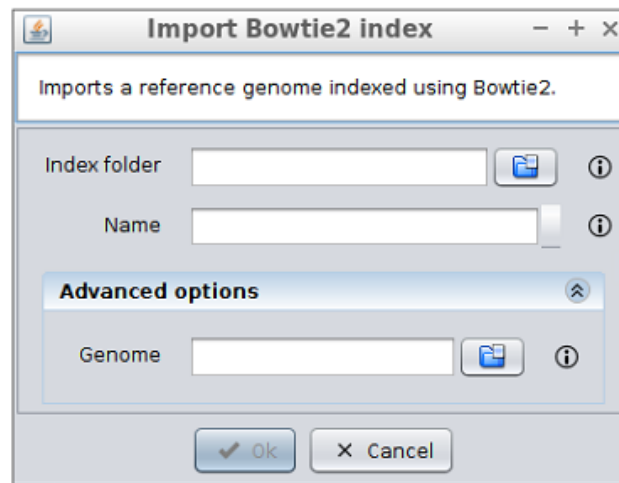 Import Bowtie2 index
Imports a reference genome indexed using Bowtie2.
Index folder
Name
Advanced options
Genome
Ok
Cancel